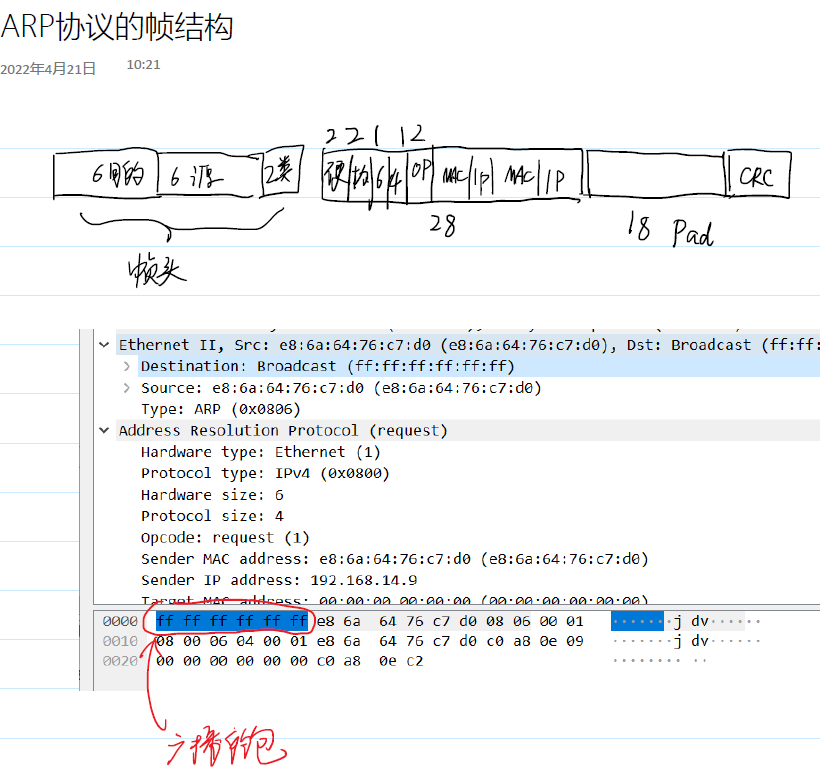 ARP协议的帧结构
2022年4月21日 10:21
2 2 1 1 2
6目的 6源 2类 硬 协 6 4 OP MAC IP MAC IP CRC
28 18 Pad
帧头
Ethernet II, Src: e8:6a:64:76:c7:d0 (e8:6a:64:76:c7:d0), Dst: Broadcast (ff:ff:
Destination: Broadcast (ff:ff:ff:ff:ff:ff)
Source: e8:6a:64:76:c7:d0 (e8:6a:64:76:c7:d0)
Type: ARP (0x0806)
Address Resolution Protocol (request)
Hardware type: Ethernet (1)
Protocol type: IPv4 (0x0800)
Hardware size: 6
Protocol size: 4
Opcode: request (1)
Sender MAC address: e8:6a:64:76:c7:d0 (e8:6a:64:76:c7:d0)
Sender IP address: 192.168.14.9
Target MAC address: 00:00:00_00:00:00 (00:00:00_00:00:00)
0000 ff ff ff ff ff ff e8 6a 64 76 c7 d0 08 06 00 01 ·······j dv······
0010 08 00 06 04 00 01 e8 6a 64 76 c7 d0 c0 a8 0e 09 ·······j dv······
0020 00 00 00 00 00 00 c0 a8 0e c2 ········ ··
广播 包